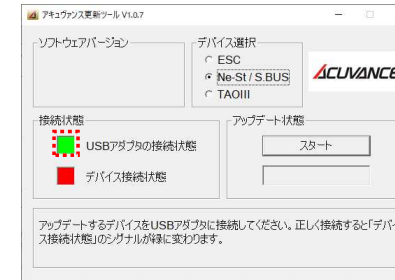 アキュヴァンス更新ツール V1.0.7
ソフトウェアバージョン
デバイス選択
ESC
Ne-St / S.BUS
TAOIII
ACUVANCE
接続状態
USBアダプタの接続状態
デバイス接続状態
アップデート状態
スタート
アップデートするデバイスをUSBアダプタに接続してください。正しく接続すると「デバイ
ス接続状態」のシグナルが緑に変わります。